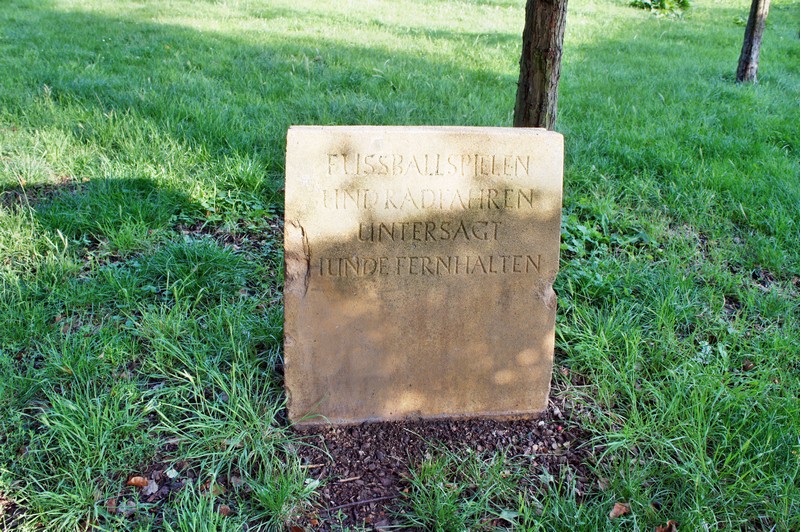 FUSSBALLSPIELEN
UND RADFAHREN
UNTERSAGT
HUNDE FERNHALTEN